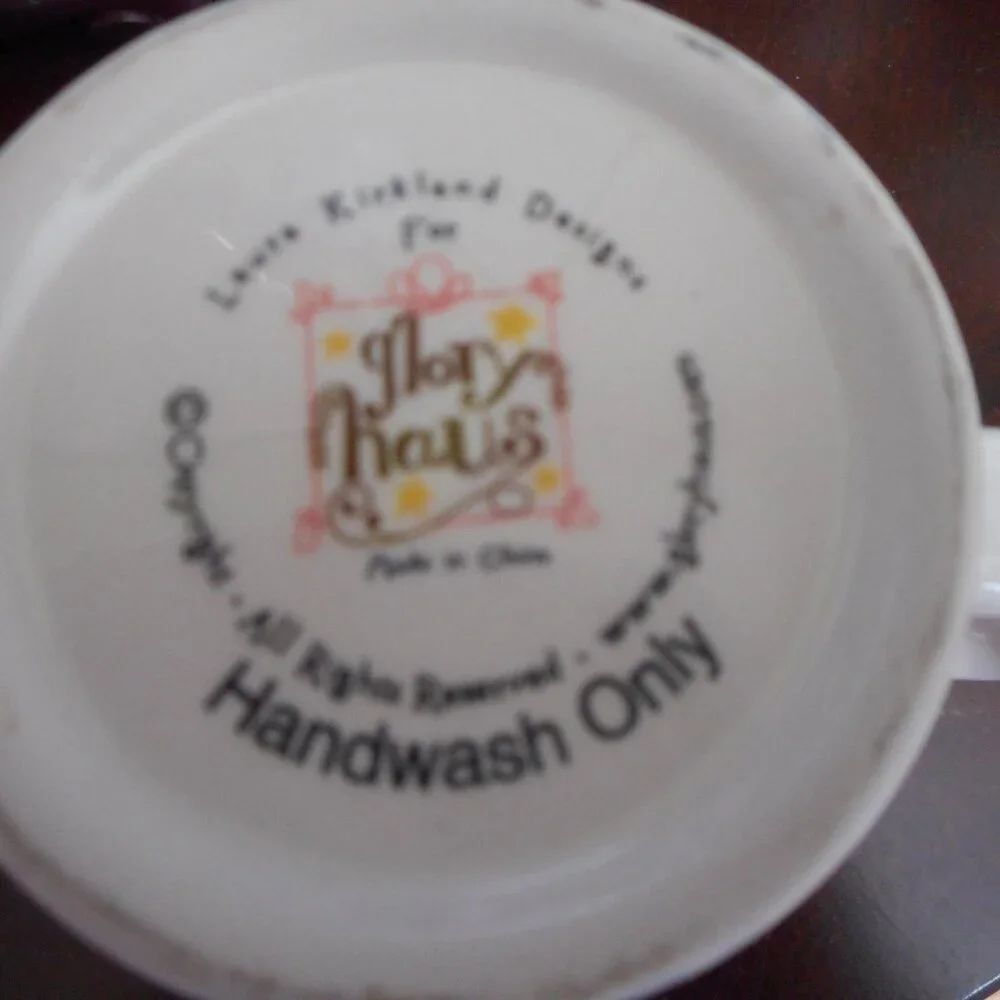 Laura Kirkland Designs
For
Glory
Haus
Made in China
©Copyright · All Rights Reserved · www.gloryhaus.com
Handwash Only